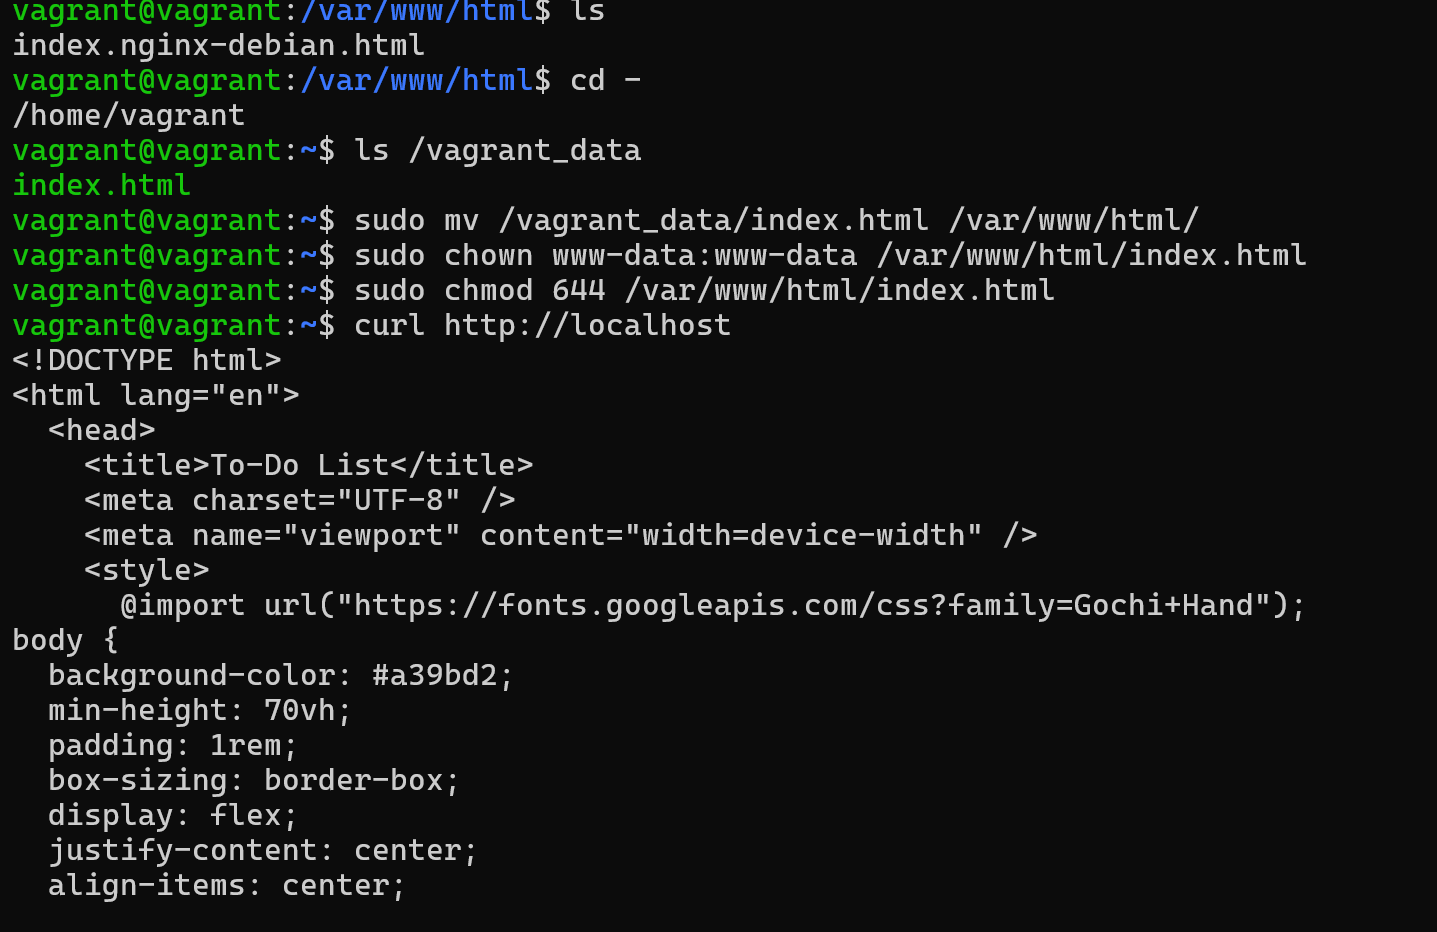 vagrant@vagrant:/var/www/html$ ls
index.nginx-debian.html
vagrant@vagrant:/var/www/html$ cd -
/home/vagrant
vagrant@vagrant:~$ ls /vagrant_data
index.html
vagrant@vagrant:~$ sudo mv /vagrant_data/index.html /var/www/html/
vagrant@vagrant:~$ sudo chown www-data:www-data /var/www/html/index.html
vagrant@vagrant:~$ sudo chmod 644 /var/www/html/index.html
vagrant@vagrant:~$ curl http://localhost
<!DOCTYPE html>
<html lang="en">
  <head>
    <title>To-Do List</title>
    <meta charset="UTF-8" />
    <meta name="viewport" content="width=device-width" />
    <style>
      @import url("https://fonts.googleapis.com/css?family=Gochi+Hand");
body {
  background-color: #a39bd2;
  min-height: 70vh;
  padding: 1rem;
  box-sizing: border-box;
  display: flex;
  justify-content: center;
  align-items: center;